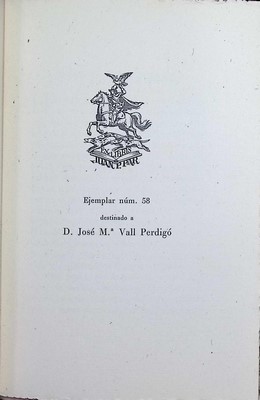 EX LIBRIS
Ejemplar núm. 58
destinado a
D. José M.ª Vall Perdigó